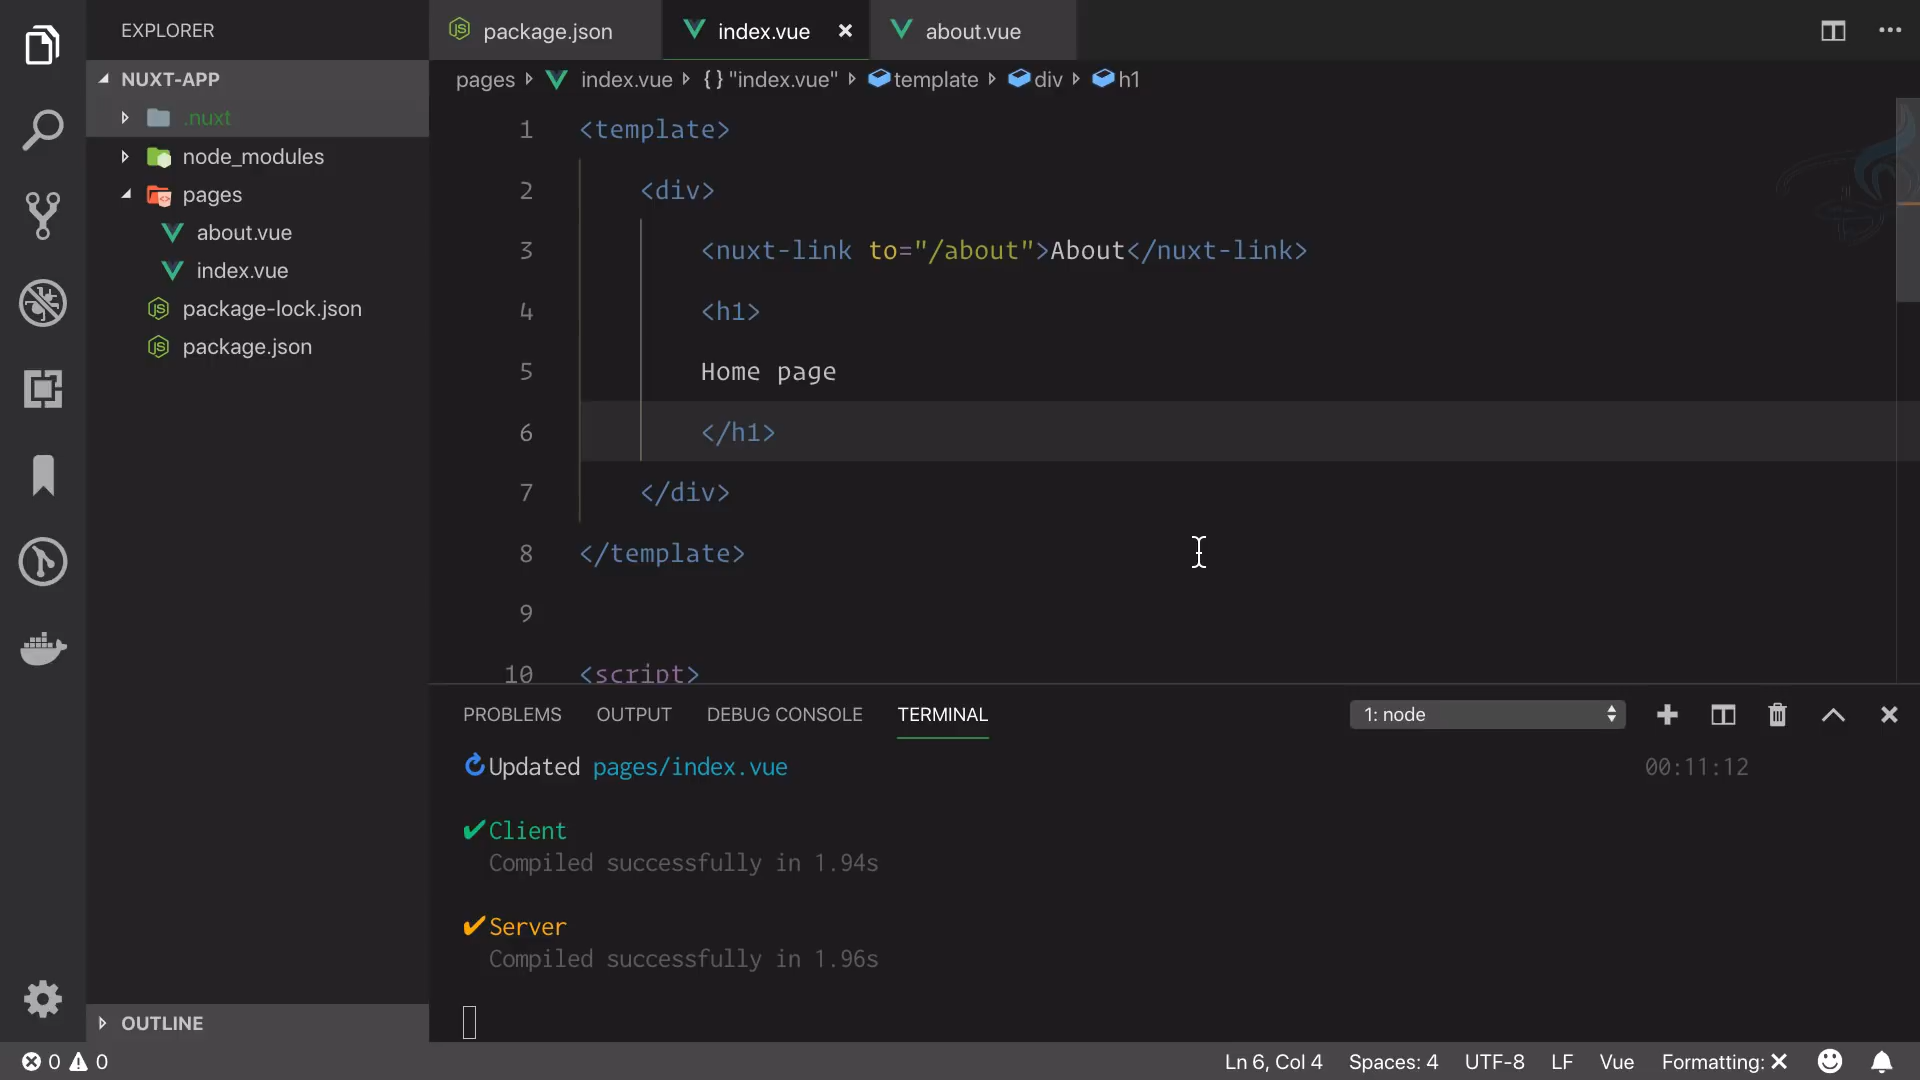 EXPLORER
NUXT-APP
.nuxt
node_modules
pages
about.vue
index.vue
package-lock.json
package.json
OUTLINE
package.json
index.vue
about.vue
pages index.vue {} "index.vue" template div h1
1 <template>
2 <div>
3 <nuxt-link to="/about">About</nuxt-link>
4 <h1>
5 Home page
6 </h1>
7 </div>
8 </template>
9
10 <script>
PROBLEMS OUTPUT DEBUG CONSOLE TERMINAL 1: node
Updated pages/index.vue 00:11:12
✔Client
Compiled successfully in 1.94s
✔Server
Compiled successfully in 1.96s
0 0 Ln 6, Col 4 Spaces: 4 UTF-8 LF Vue Formatting: ✕